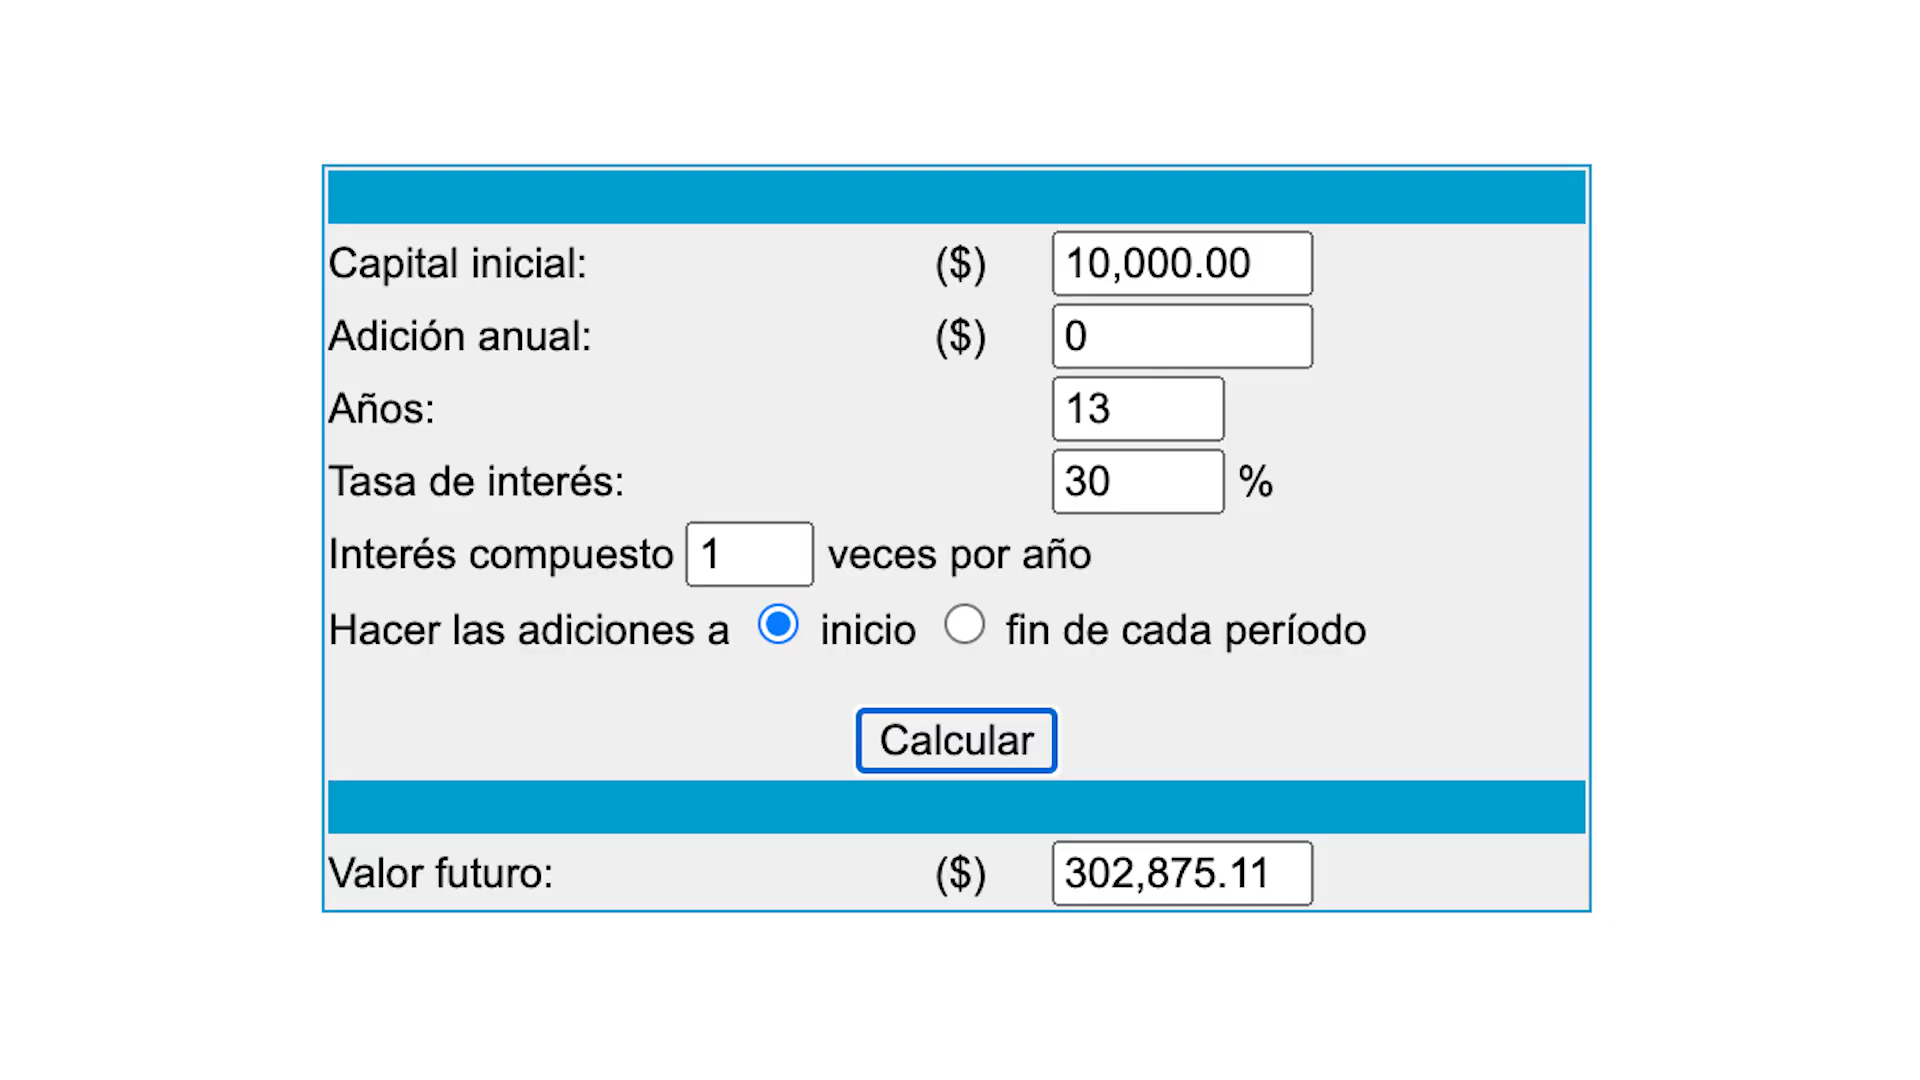 Capital inicial: ($) 10,000.00
Adición anual: ($) 0
Años: 13
Tasa de interés: 30 %
Interés compuesto 1 veces por año
Hacer las adiciones a inicio fin de cada período
Calcular
Valor futuro: ($) 302,875.11